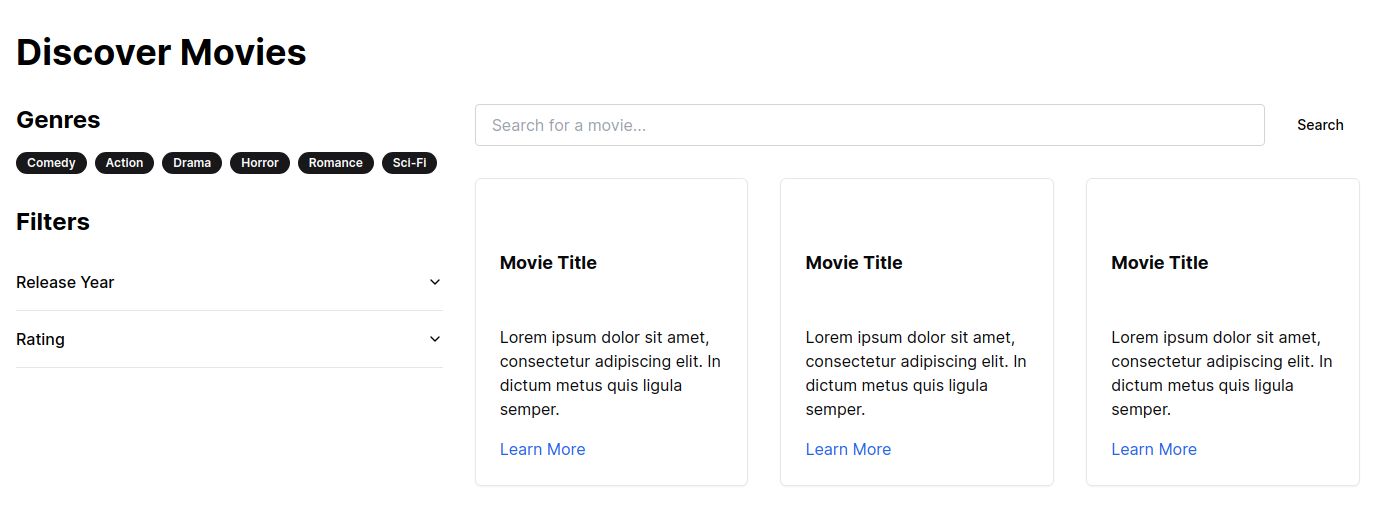 Discover Movies
Genres
Comedy Action Drama Horror Romance Sci-Fi
Filters
Release Year
Rating
Search for a movie...
Search
Movie Title
Lorem ipsum dolor sit amet,
consectetur adipiscing elit. In
dictum metus quis ligula
semper.
Learn More
Movie Title
Lorem ipsum dolor sit amet,
consectetur adipiscing elit. In
dictum metus quis ligula
semper.
Learn More
Movie Title
Lorem ipsum dolor sit amet,
consectetur adipiscing elit. In
dictum metus quis ligula
semper.
Learn More